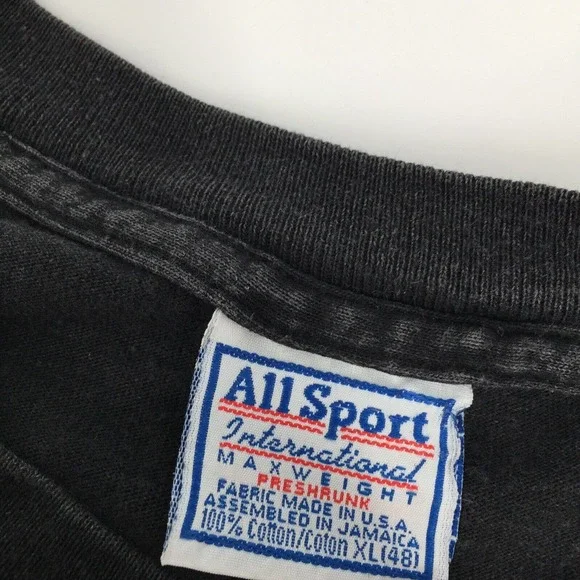 All Sport
International
MAXWEIGHT
PRESHRUNK
FABRIC MADE IN U.S.A.
ASSEMBLED IN JAMAICA
100% Cotton/Coton XL(48)